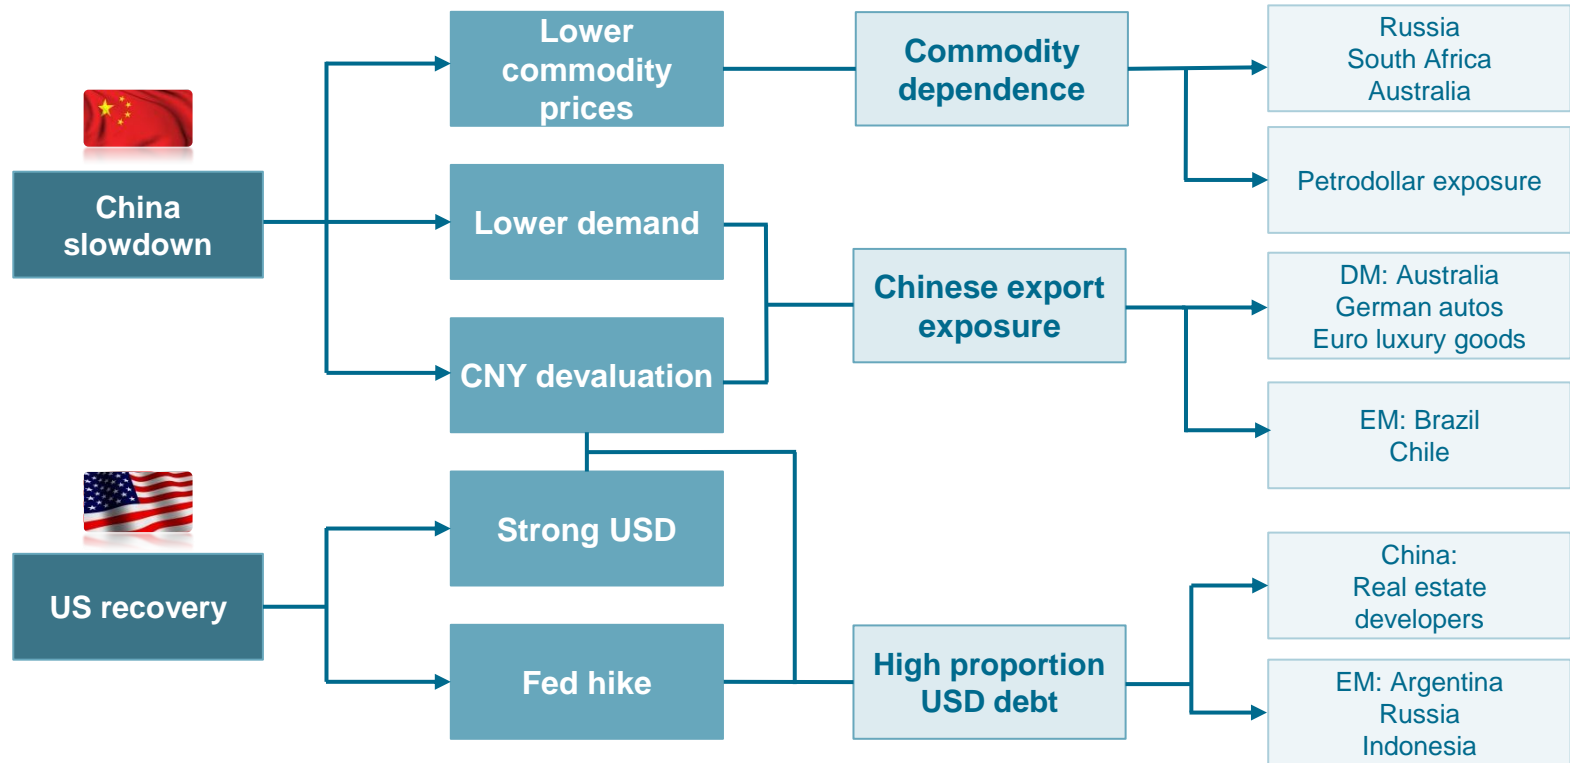 China
slowdown
US recovery
Lower
commodity
prices
Lower demand
CNY devaluation
Strong USD
Fed hike
Commodity
dependence
Chinese export
exposure
High proportion
USD debt
Russia
South Africa
Australia
Petrodollar exposure
DM: Australia
German autos
Euro luxury goods
EM: Brazil
Chile
China:
Real estate
developers
EM: Argentina
Russia
Indonesia